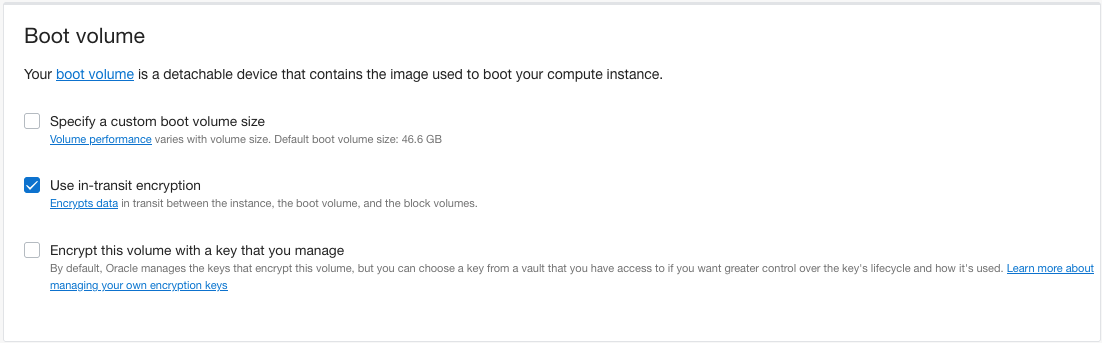 Boot volume
Your boot volume is a detachable device that contains the image used to boot your compute instance.
Specify a custom boot volume size
Volume performance varies with volume size. Default boot volume size: 46.6 GB
Use in-transit encryption
Encrypts data in transit between the instance, the boot volume, and the block volumes.
Encrypt this volume with a key that you manage
By default, Oracle manages the keys that encrypt this volume, but you can choose a key from a vault that you have access to if you want greater control over the key's lifecycle and how it's used. Learn more about
managing your own encryption keys